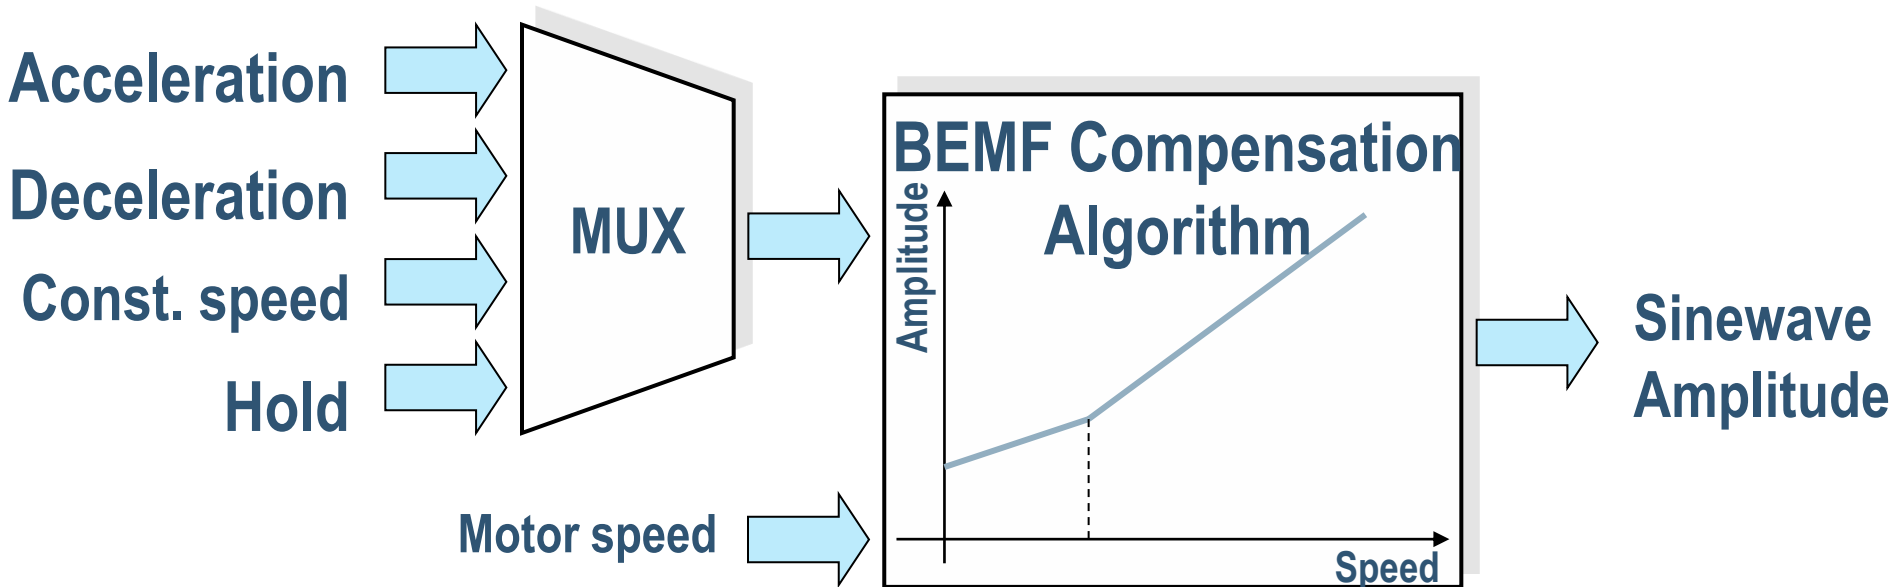 Acceleration
Deceleration
Const. speed
Hold
MUX
Motor speed
BEMF Compensation
Algorithm
Amplitude
Speed
Sinewave
Amplitude